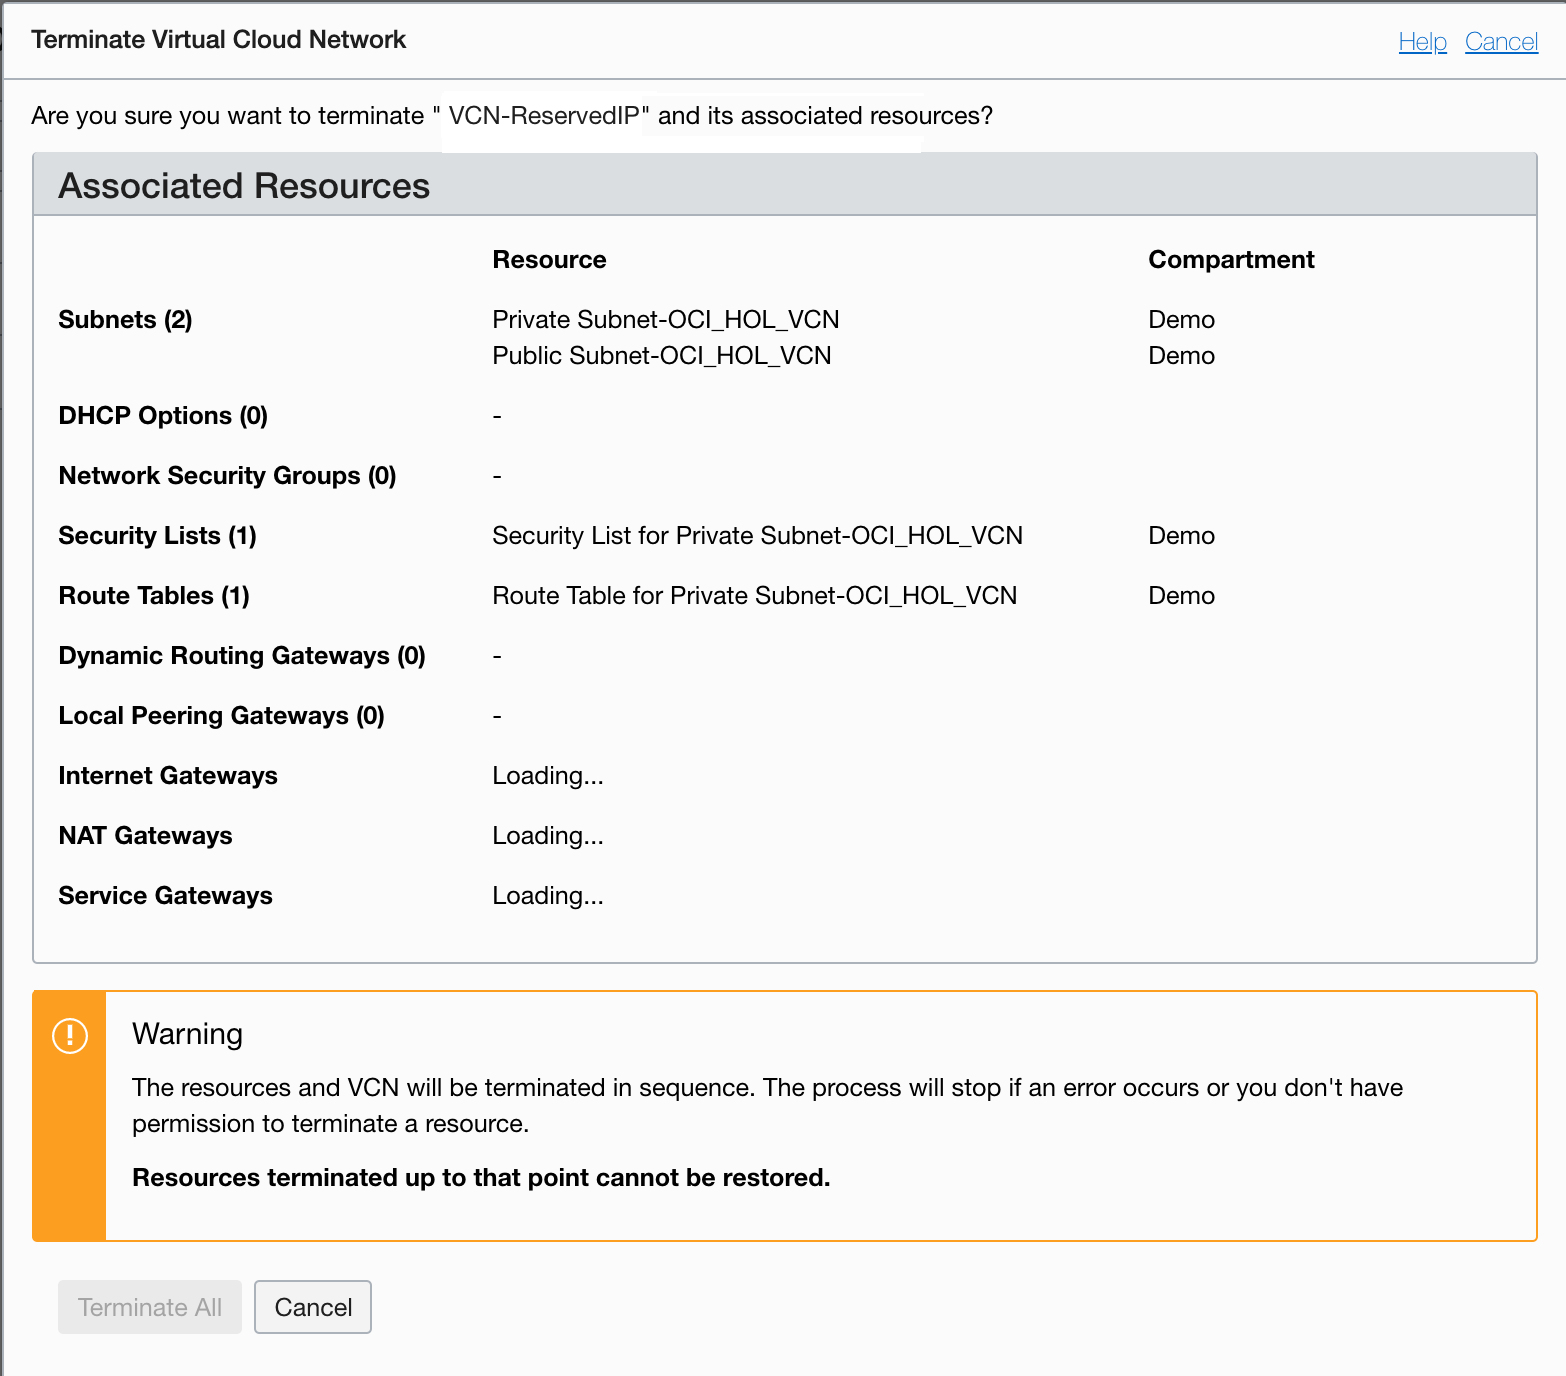 Terminate Virtual Cloud Network
Help Cancel
Are you sure you want to terminate " VCN-ReservedIP" and its associated resources?
Associated Resources
Resource Compartment
Subnets (2) Private Subnet-OCI_HOL_VCN Demo
Public Subnet-OCI_HOL_VCN Demo
DHCP Options (0) -
Network Security Groups (0) -
Security Lists (1) Security List for Private Subnet-OCI_HOL_VCN Demo
Route Tables (1) Route Table for Private Subnet-OCI_HOL_VCN Demo
Dynamic Routing Gateways (0) -
Local Peering Gateways (0) -
Internet Gateways Loading...
NAT Gateways Loading...
Service Gateways Loading...
Warning
The resources and VCN will be terminated in sequence. The process will stop if an error occurs or you don't have
permission to terminate a resource.
Resources terminated up to that point cannot be restored.
Terminate All Cancel